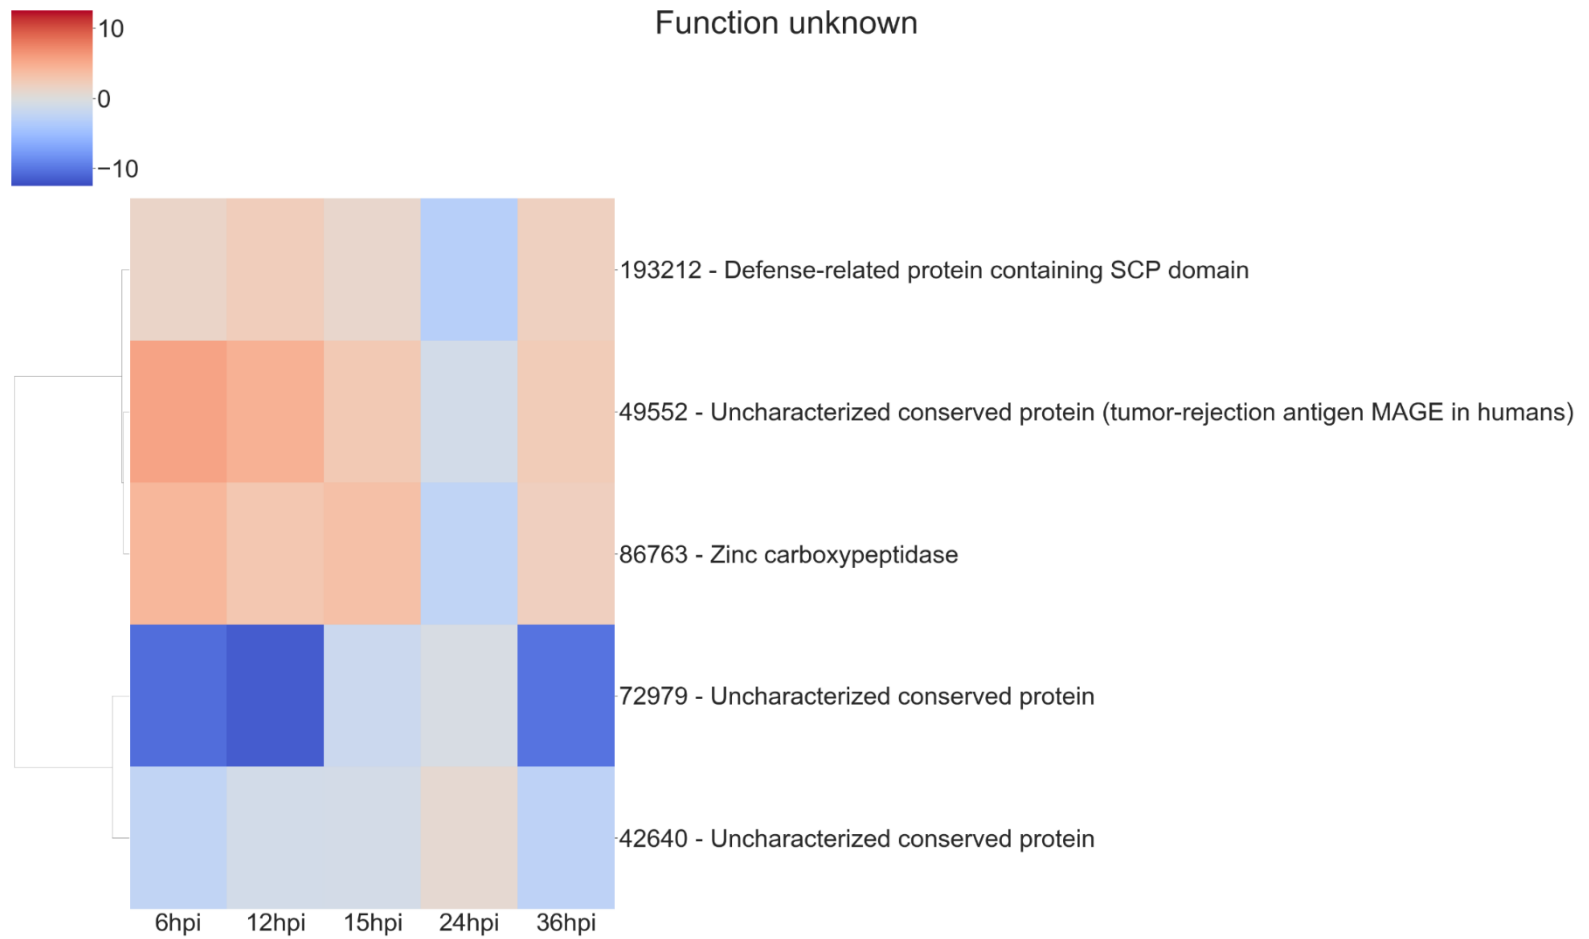 Function unknown
10
0
−10
193212 - Defense-related protein containing SCP domain
49552 - Uncharacterized conserved protein (tumor-rejection antigen MAGE in humans)
86763 - Zinc carboxypeptidase
72979 - Uncharacterized conserved protein
42640 - Uncharacterized conserved protein
6hpi 12hpi 15hpi 24hpi 36hpi